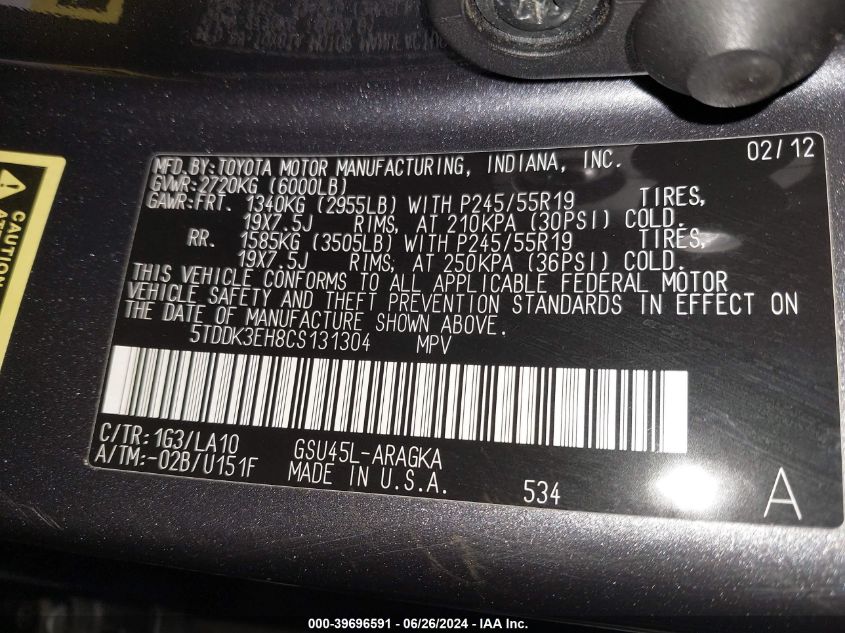 MFD.BY:TOYOTA MOTOR MANUFACTURING, INDIANA, INC. 02/12
GVWR:2720KG (6000LB)
GAWR:FRT. 1340KG (2955LB) WITH P245/55R19 TIRES,
19X7.5J RIMS, AT 210KPA (30PSI) COLD.
RR. 1585KG (3505LB) WITH P245/55R19 TIRES,
19X7.5J RIMS, AT 250KPA (36PSI) COLD.
THIS VEHICLE CONFORMS TO ALL APPLICABLE FEDERAL MOTOR
VEHICLE SAFETY AND THEFT PREVENTION STANDARDS IN EFFECT ON
THE DATE OF MANUFACTURE SHOWN ABOVE.
5TDDK3EH8CS131304 MPV
C/TR:1G3/LA10 GSU45L-ARAGKA
A/TM:-02B/U151F MADE IN U.S.A. 534 A
CAUTION
000-39696591 - 06/26/2024 - IAA Inc.